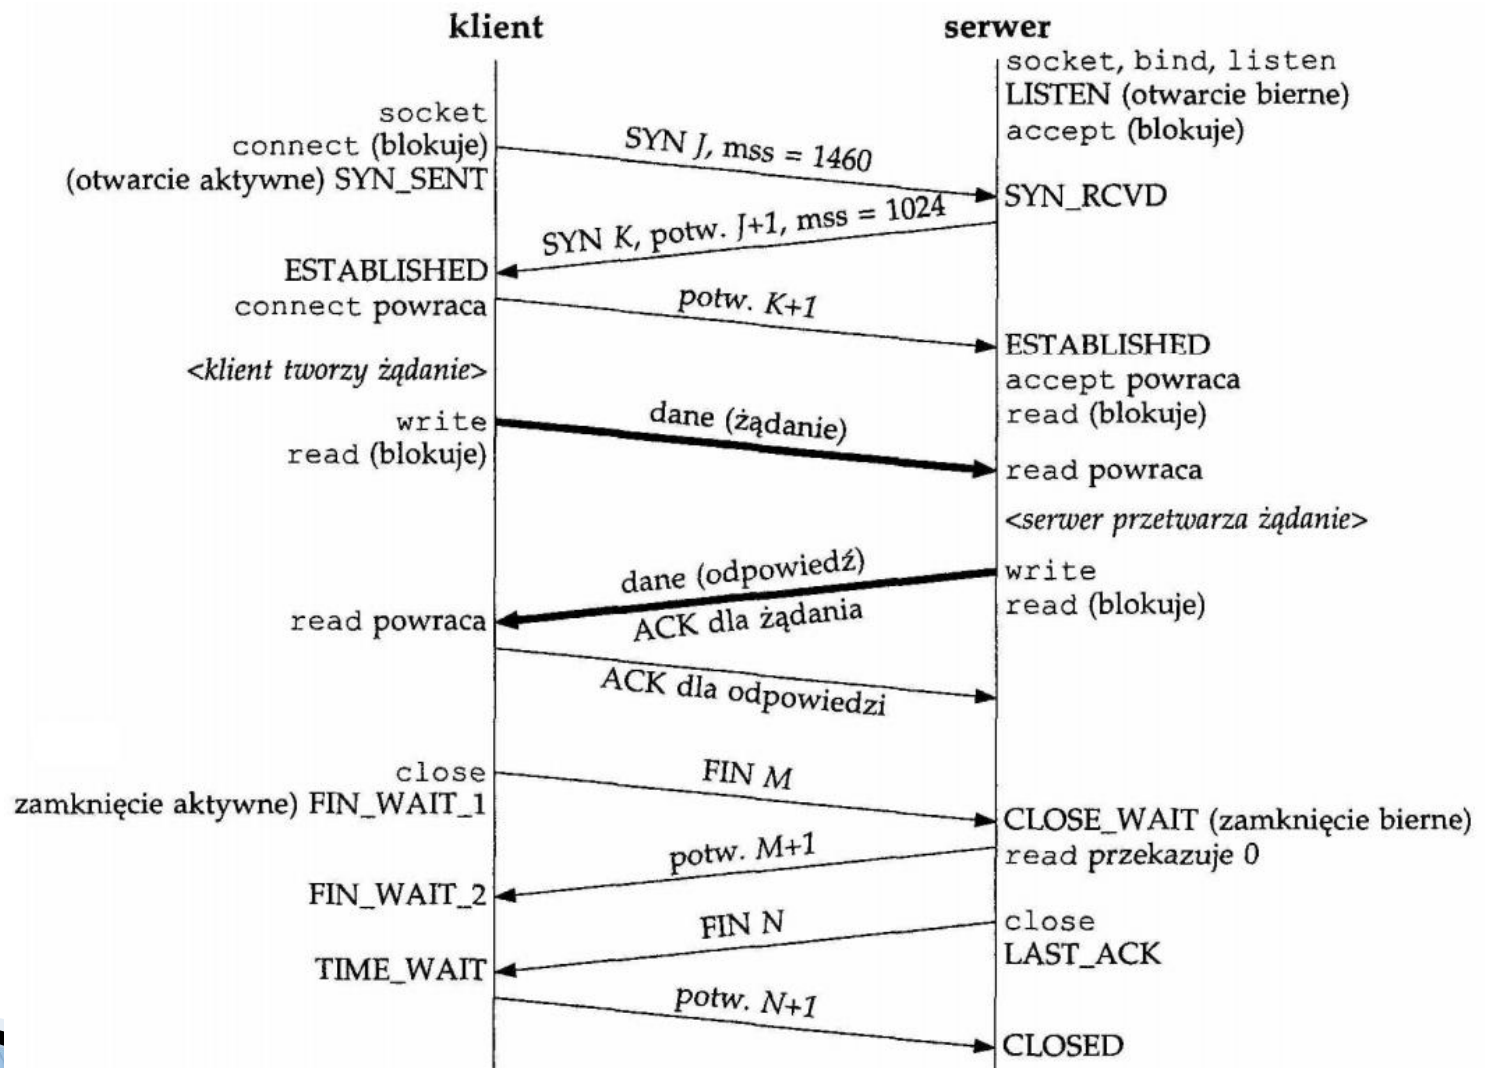 klient
serwer
socket, bind, listen
LISTEN (otwarcie bierne)
socket
accept (blokuje)
connect (blokuje)
SYN J, mss = 1460
(otwarcie aktywne) SYN_SENT
SYN_RCVD
SYN K, potw. J+1, mss = 1024
ESTABLISHED
connect powraca
potw. K+1
ESTABLISHED
<klient tworzy żądanie>
accept powraca
write
dane (żądanie)
read (blokuje)
read (blokuje)
read powraca
<serwer przetwarza żądanie>
dane (odpowiedź)
write
read powraca
ACK dla żądania
read (blokuje)
ACK dla odpowiedzi
close
FIN M
zamknięcie aktywne) FIN_WAIT_1
CLOSE_WAIT (zamknięcie bierne)
potw. M+1
read przekazuje 0
FIN_WAIT_2
FIN N
close
LAST_ACK
TIME_WAIT
potw. N+1
CLOSED